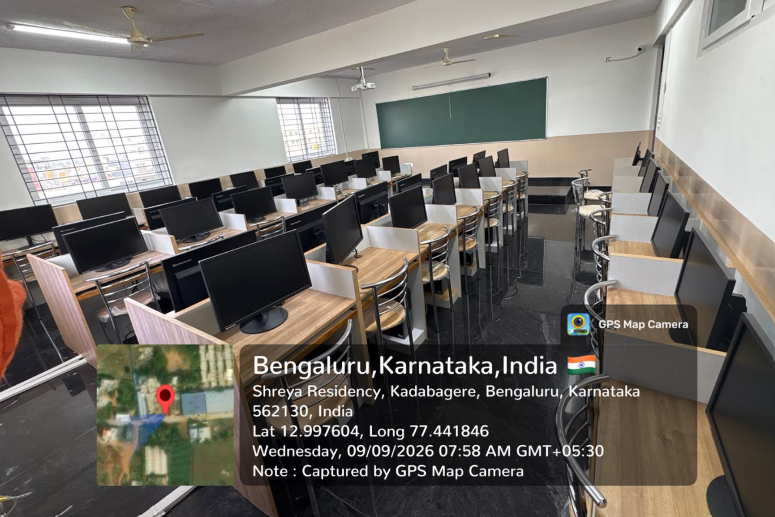 GPS Map Camera
Bengaluru,Karnataka,India
Shreya Residency, Kadabagere, Bengaluru, Karnataka
562130, India
Lat 12.997604, Long 77.441846
Wednesday, 09/09/2026 07:58 AM GMT+05:30
Note : Captured by GPS Map Camera